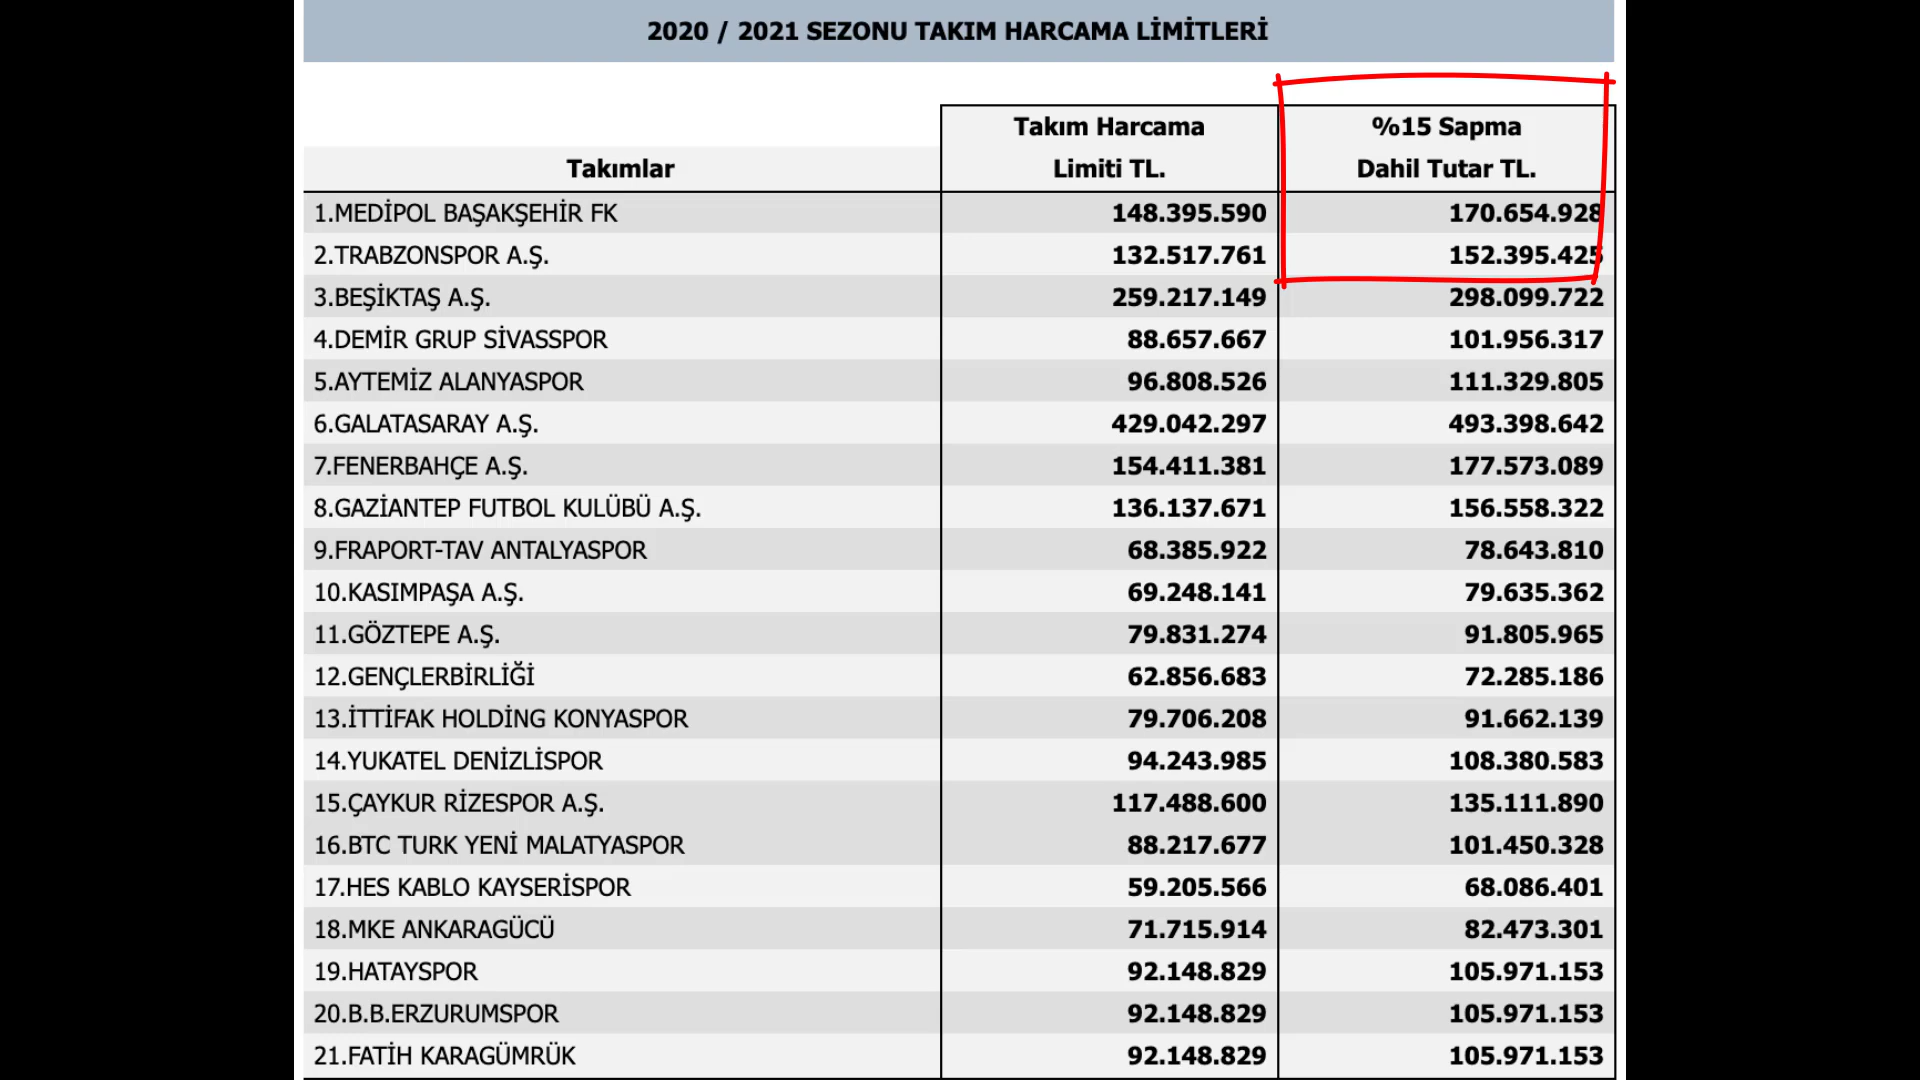 2020 / 2021 SEZONU TAKIM HARCAMA LİMİTLERİ
Takımlar Takım Harcama Limiti TL. %15 Sapma Dahil Tutar TL.
1.MEDİPOL BAŞAKŞEHİR FK 148.395.590 170.654.928
2.TRABZONSPOR A.Ş. 132.517.761 152.395.425
3.BEŞİKTAŞ A.Ş. 259.217.149 298.099.722
4.DEMİR GRUP SİVASSPOR 88.657.667 101.956.317
5.AYTEMİZ ALANYASPOR 96.808.526 111.329.805
6.GALATASARAY A.Ş. 429.042.297 493.398.642
7.FENERBAHÇE A.Ş. 154.411.381 177.573.089
8.GAZİANTEP FUTBOL KULÜBÜ A.Ş. 136.137.671 156.558.322
9.FRAPORT-TAV ANTALYASPOR 68.385.922 78.643.810
10.KASIMPAŞA A.Ş. 69.248.141 79.635.362
11.GÖZTEPE A.Ş. 79.831.274 91.805.965
12.GENÇLERBİRLİĞİ 62.856.683 72.285.186
13.İTTİFAK HOLDİNG KONYASPOR 79.706.208 91.662.139
14.YUKATEL DENİZLİSPOR 94.243.985 108.380.583
15.ÇAYKUR RİZESPOR A.Ş. 117.488.600 135.111.890
16.BTC TURK YENİ MALATYASPOR 88.217.677 101.450.328
17.HES KABLO KAYSERİSPOR 59.205.566 68.086.401
18.MKE ANKARAGÜCÜ 71.715.914 82.473.301
19.HATAYSPOR 92.148.829 105.971.153
20.B.B.ERZURUMSPOR 92.148.829 105.971.153
21.FATİH KARAGÜMRÜK 92.148.829 105.971.153